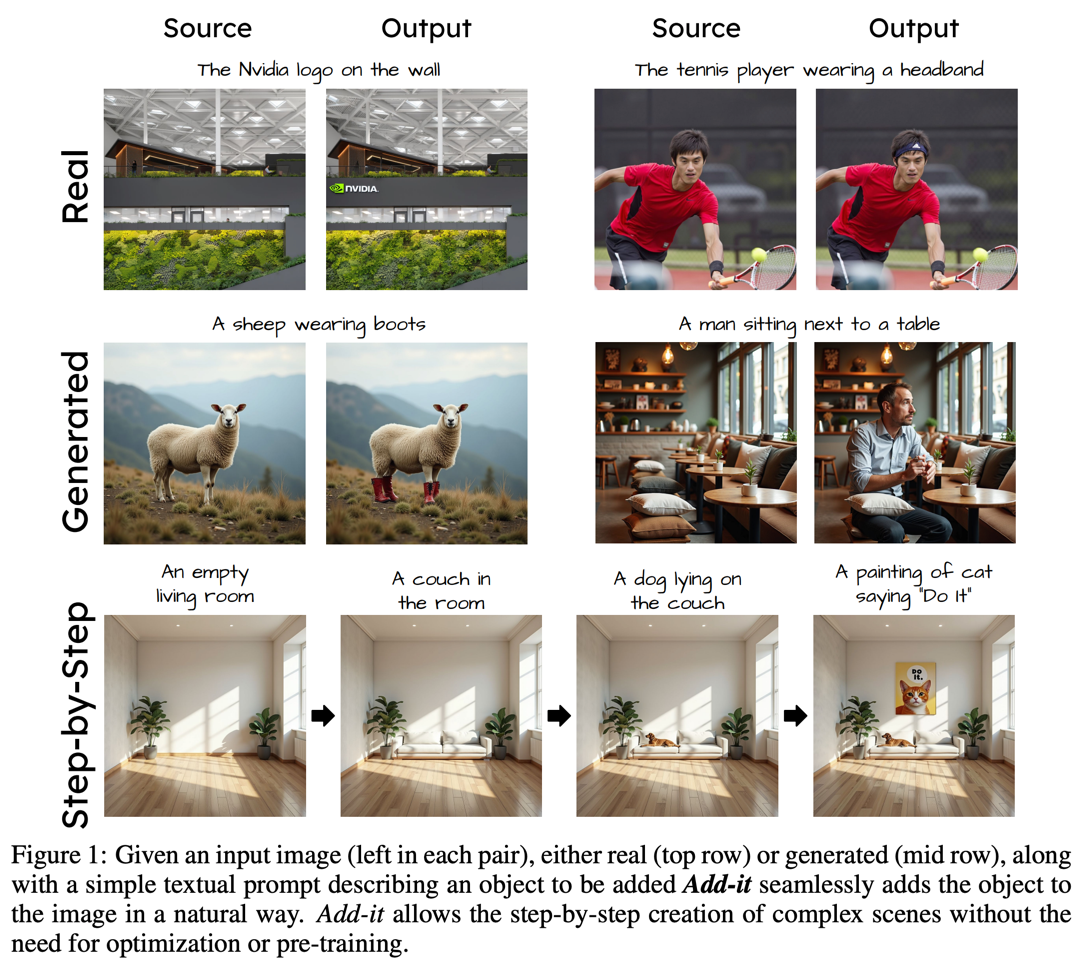 Source
Output
Source
Output
Real
The Nvidia logo on the wall
The tennis player wearing a headband
NVIDIA.
Generated
A sheep wearing boots
A man sitting next to a table
Step-by-Step
An empty
living room
A couch in
the room
A dog lying on
the couch
A painting of cat
saying "Do It"
DO
IT.
Figure 1: Given an input image (left in each pair), either real (top row) or generated (mid row), along
with a simple textual prompt describing an object to be added Add-it seamlessly adds the object to
the image in a natural way. Add-it allows the step-by-step creation of complex scenes without the
need for optimization or pre-training.